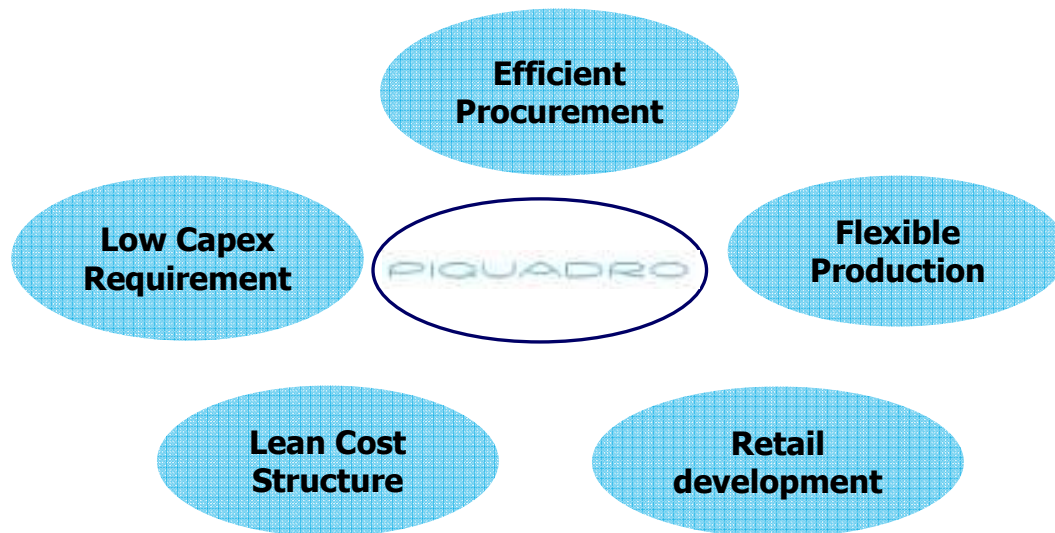 Efficient
Procurement
Low Capex
Requirement
PIQUADRO
Flexible
Production
Lean Cost
Structure
Retail
development